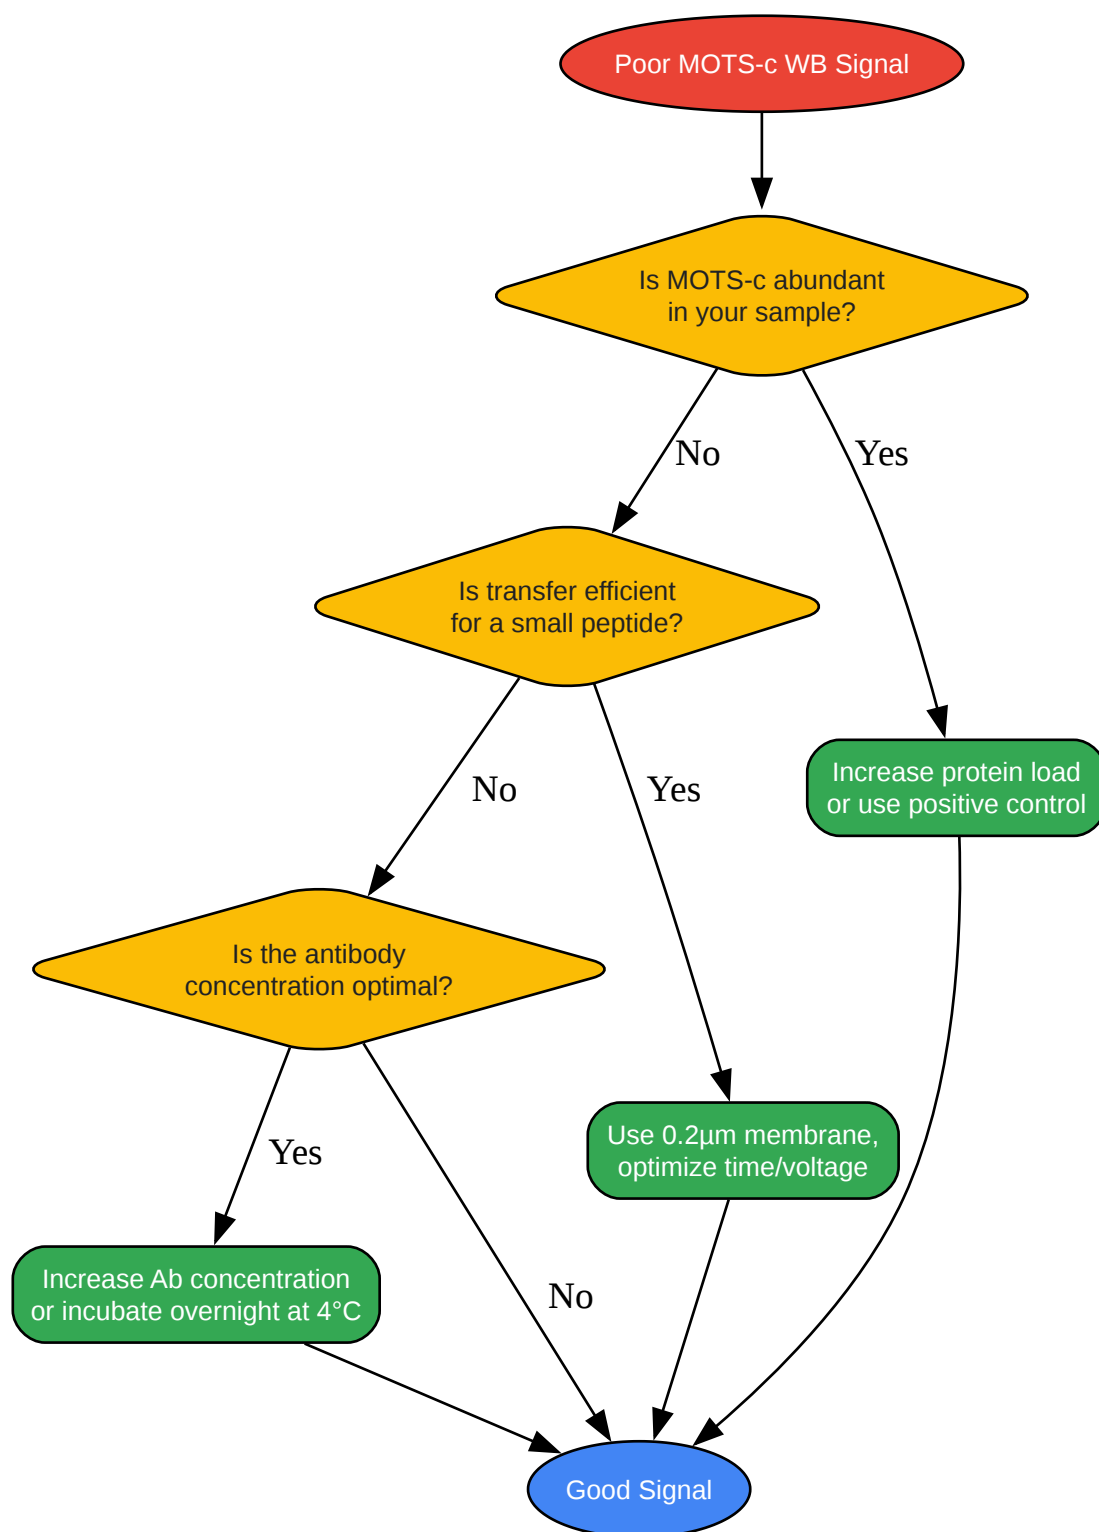 Poor MOTS-c WB Signal
Is MOTS-c abundant
in your sample?
No
Yes
Is transfer efficient
for a small peptide?
Increase protein load
or use positive control
No
Yes
Is the antibody
concentration optimal?
Use 0.2µm membrane,
optimize time/voltage
Yes
Increase Ab concentration
or incubate overnight at 4°C
No
Good Signal